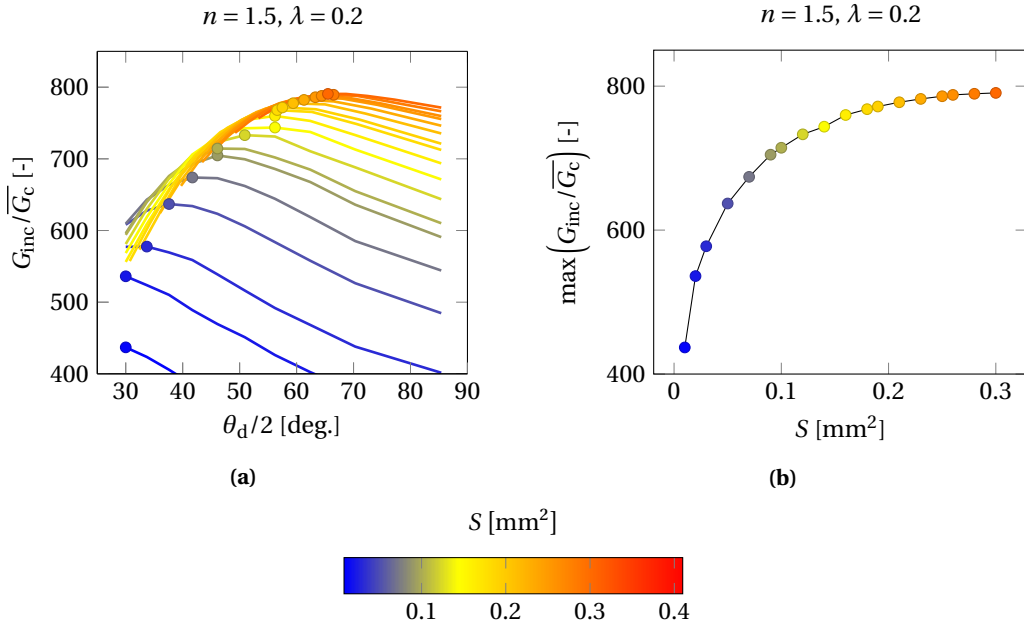 n = 1.5, λ = 0.2
800
700
600
500
400
30 40 50 60 70 80 90
G_inc/G̅_c̅ [-]
θ_d/2 [deg.]
(a)
n = 1.5, λ = 0.2
800
600
400
0 0.1 0.2 0.3
max(G_inc/G̅_c̅) [-]
S [mm²]
(b)
S [mm²]
0.1 0.2 0.3 0.4